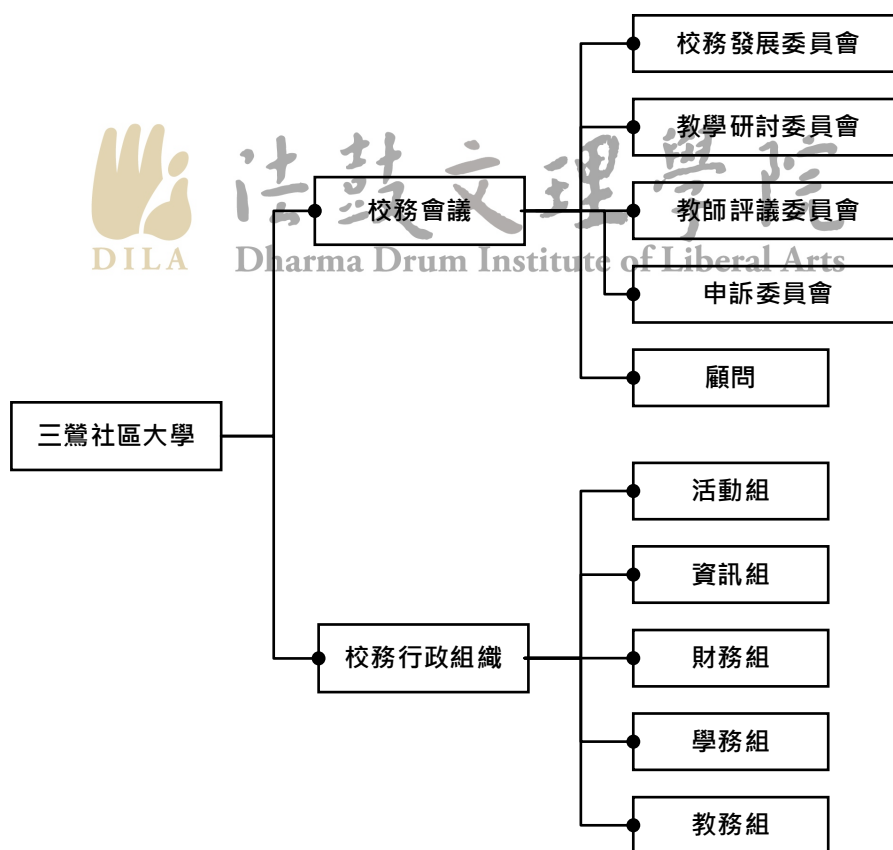 校務發展委員會
教學研討委員會
法鼓文理學院
校務會議
教師評議委員會
DILA
Dharma Drum Institute of Liberal Arts
申訴委員會
顧問
三鶯社區大學
活動組
資訊組
校務行政組織
財務組
學務組
教務組